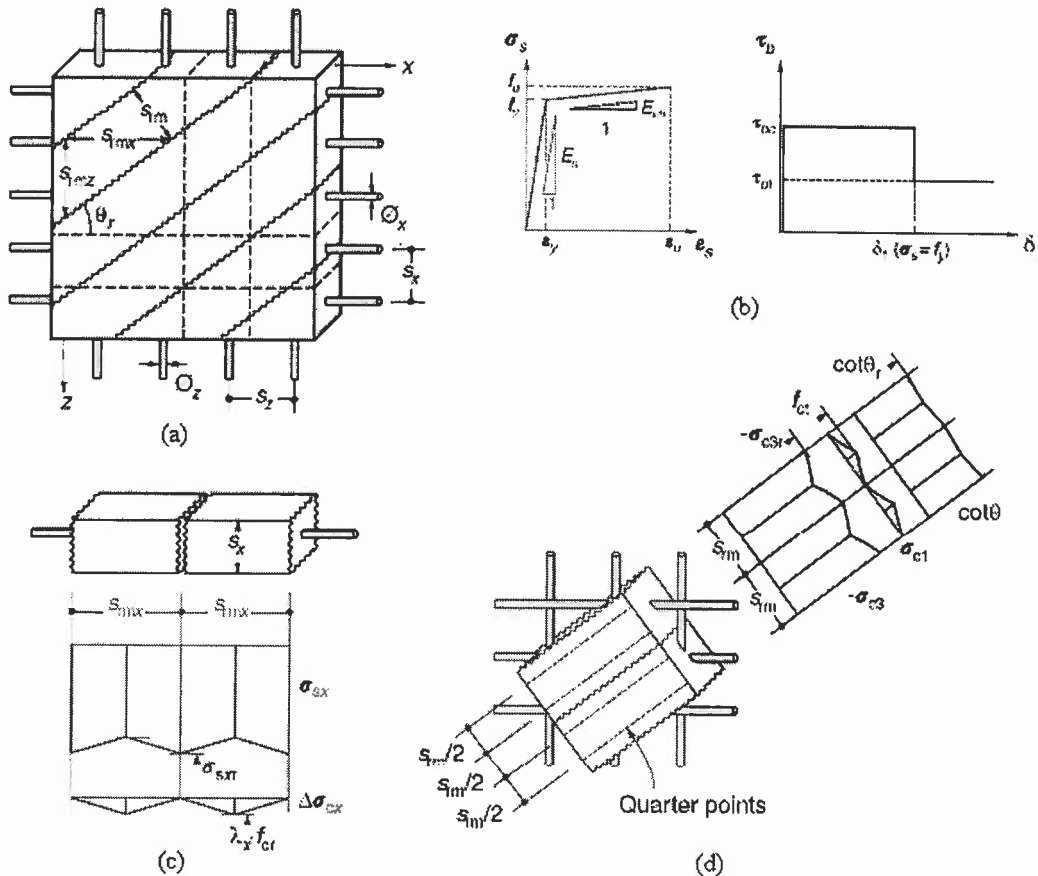 X
s_rm
s_rmx
s_rmz
θ_r
Ø_x
s_x
Ø_z
s_z
z
(a)
σ_s
f_u
f_y
E_sh
1
E_s
1
ε_y
ε_u
ε_s
τ_b
τ_b0
τ_b1
δ_y (σ_s = f_y)
δ
(b)
s_x
s_rmx
s_rmx
σ_sx
σ_sxr
Δσ_cx
λ_x f_ct
(c)
cotθ_r
f_ct
-σ_c3r
cotθ
σ_c1
s_rm
s_rm
-σ_c3
s_rm/2
s_rm/2
s_rm/2
Quarter points
(d)